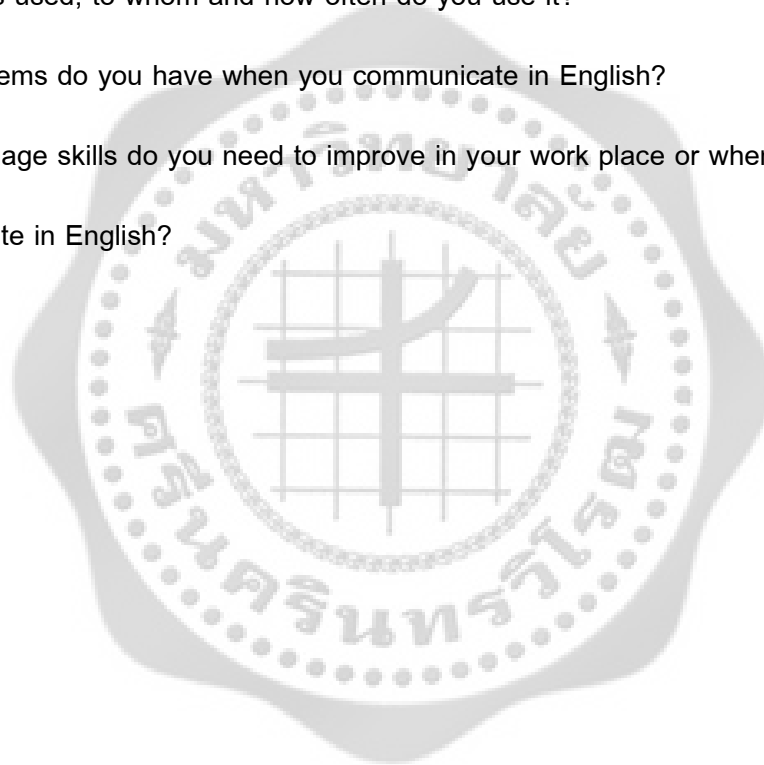 s used, to whom and how often do you use it?
ems do you have when you communicate in English?
age skills do you need to improve in your work place or when
te in English?
มหาวิทยาลัย
ศรีนครินทรวิโรฒ